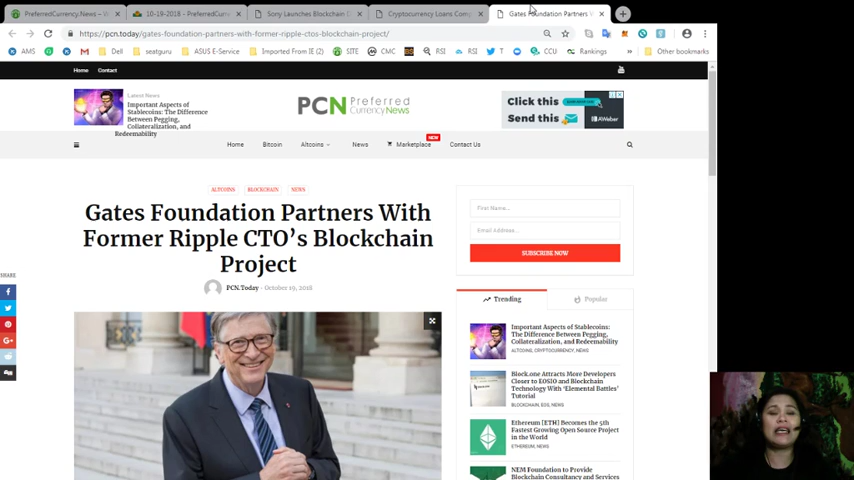 PreferredCurrency.News – W
10-19-2018 - PreferredCurre
Sony Launches Blockchain D
Cryptocurrency Loans Comp
Gates Foundation Partners W
https://pcn.today/gates-foundation-partners-with-former-ripple-ctos-blockchain-project/
AMS
Dell
seatguru
ASUS E-Service
Imported From IE (2)
SITE
CMC
RSI
RSI
T
CCU
Rankings
Other bookmarks
Home
Contact
Latest News
Important Aspects of
Stablecoins: The Difference
Between Pegging,
Collateralization, and
Redeemability
PCN Preferred
CurrencyNews
Click this
Send this
AWeber
Home
Bitcoin
Altcoins
News
Marketplace
NEW
Contact Us
ALTCOINS
BLOCKCHAIN
NEWS
Gates Foundation Partners With
Former Ripple CTO's Blockchain
Project
PCN.Today - October 19, 2018
SHARE
First Name...
Email Address...
SUBSCRIBE NOW
Trending
Popular
Important Aspects of Stablecoins:
The Difference Between Pegging,
Collateralization, and Redeemability
ALTCOINS, CRYPTOCURRENCY, NEWS
Block.one Attracts More Developers
Closer to EOSIO and Blockchain
Technology With 'Elemental Battles'
Tutorial
BLOCKCHAIN, EOS, NEWS
Ethereum [ETH] Becomes the 5th
Fastest Growing Open Source Project
in the World
ETHEREUM, NEWS
NEM Foundation to Provide
Blockchain Consultancy and Services